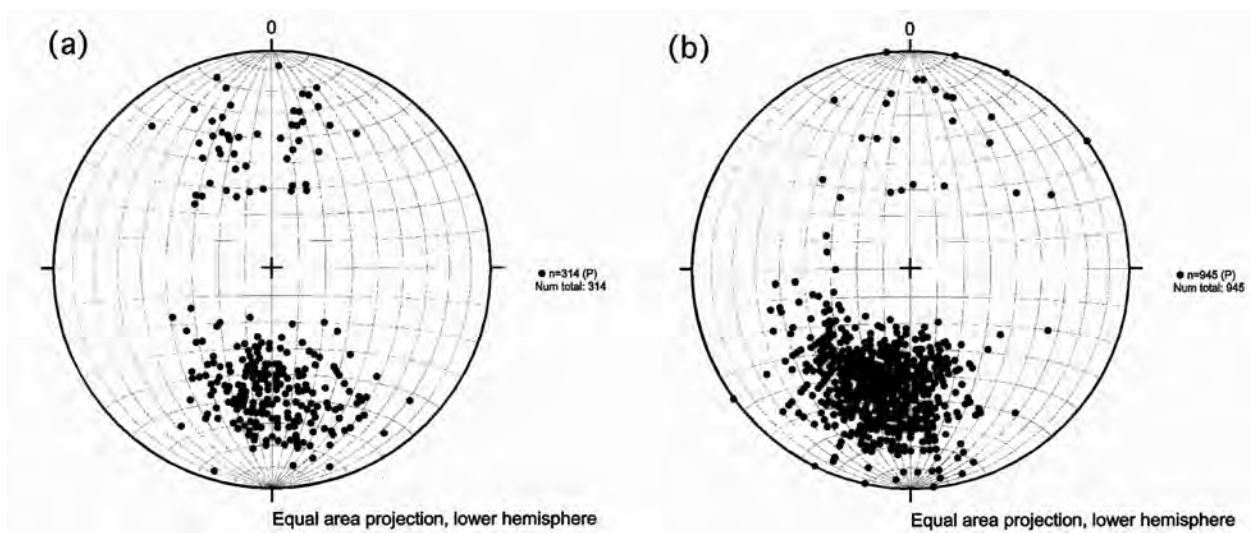 (a)
0
n=314 (P)
Num total: 314
Equal area projection, lower hemisphere
(b)
0
n=945 (P)
Num total: 945
Equal area projection, lower hemisphere